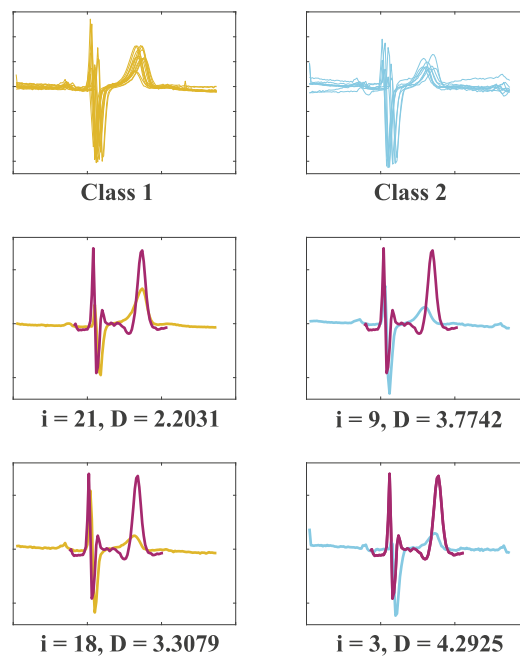 Class 1
Class 2
i = 21, D = 2.2031
i = 9, D = 3.7742
i = 18, D = 3.3079
i = 3, D = 4.2925